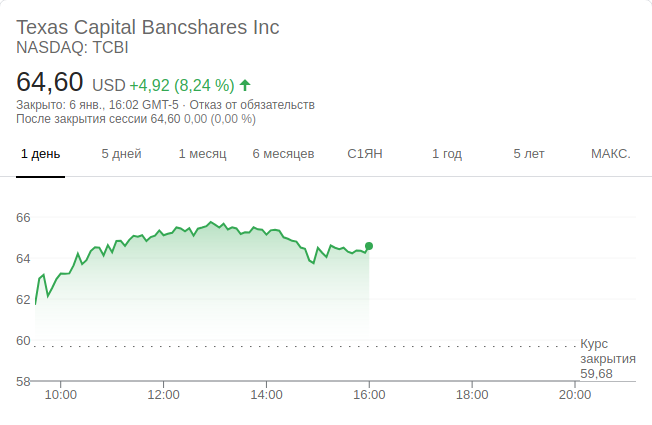 Texas Capital Bancshares Inc
NASDAQ: TCBI
64,60 USD +4,92 (8,24 %)
Закрыто: 6 янв., 16:02 GMT-5 · Отказ от обязательств
После закрытия сессии 64,60 0,00 (0,00 %)
1 день 5 дней 1 месяц 6 месяцев С1ЯН 1 год 5 лет МАКС.
66
64
62
60
58
Курс
закрытия
59,68
10:00 12:00 14:00 16:00 18:00 20:00